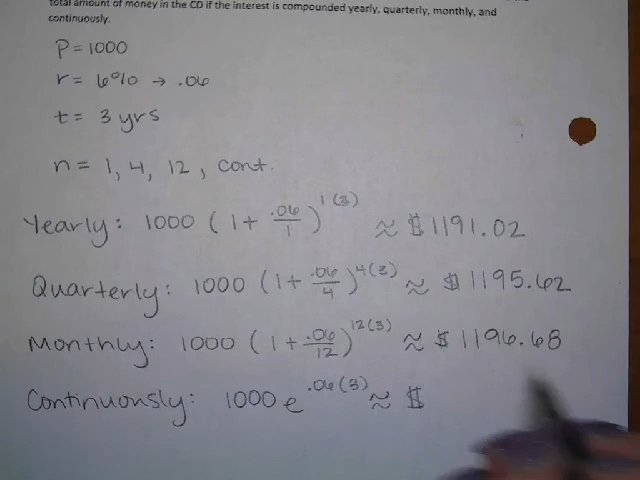 total amount of money in the CD if the interest is compounded yearly, quarterly, monthly, and
continuously.
P = 1000
r = 6% → .06
t = 3 yrs
n = 1, 4, 12, cont.
Yearly: 1000 (1 + .06/1)^1(3) ≈ $1191.02
Quarterly: 1000 (1 + .06/4)^4(3) ≈ $1195.62
Monthly: 1000 (1 + .06/12)^12(3) ≈ $1196.68
Continuously: 1000 e^.06(3) ≈ $